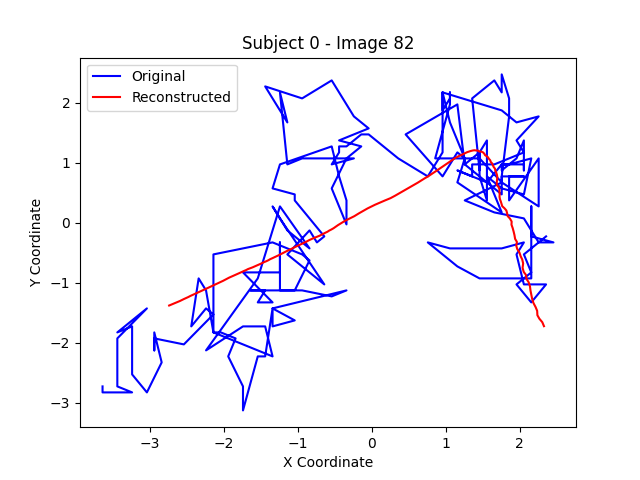 Subject 0 - Image 82
Original
Reconstructed
Y Coordinate
2
1
0
−1
−2
−3
−3
−2
−1
0
1
2
X Coordinate